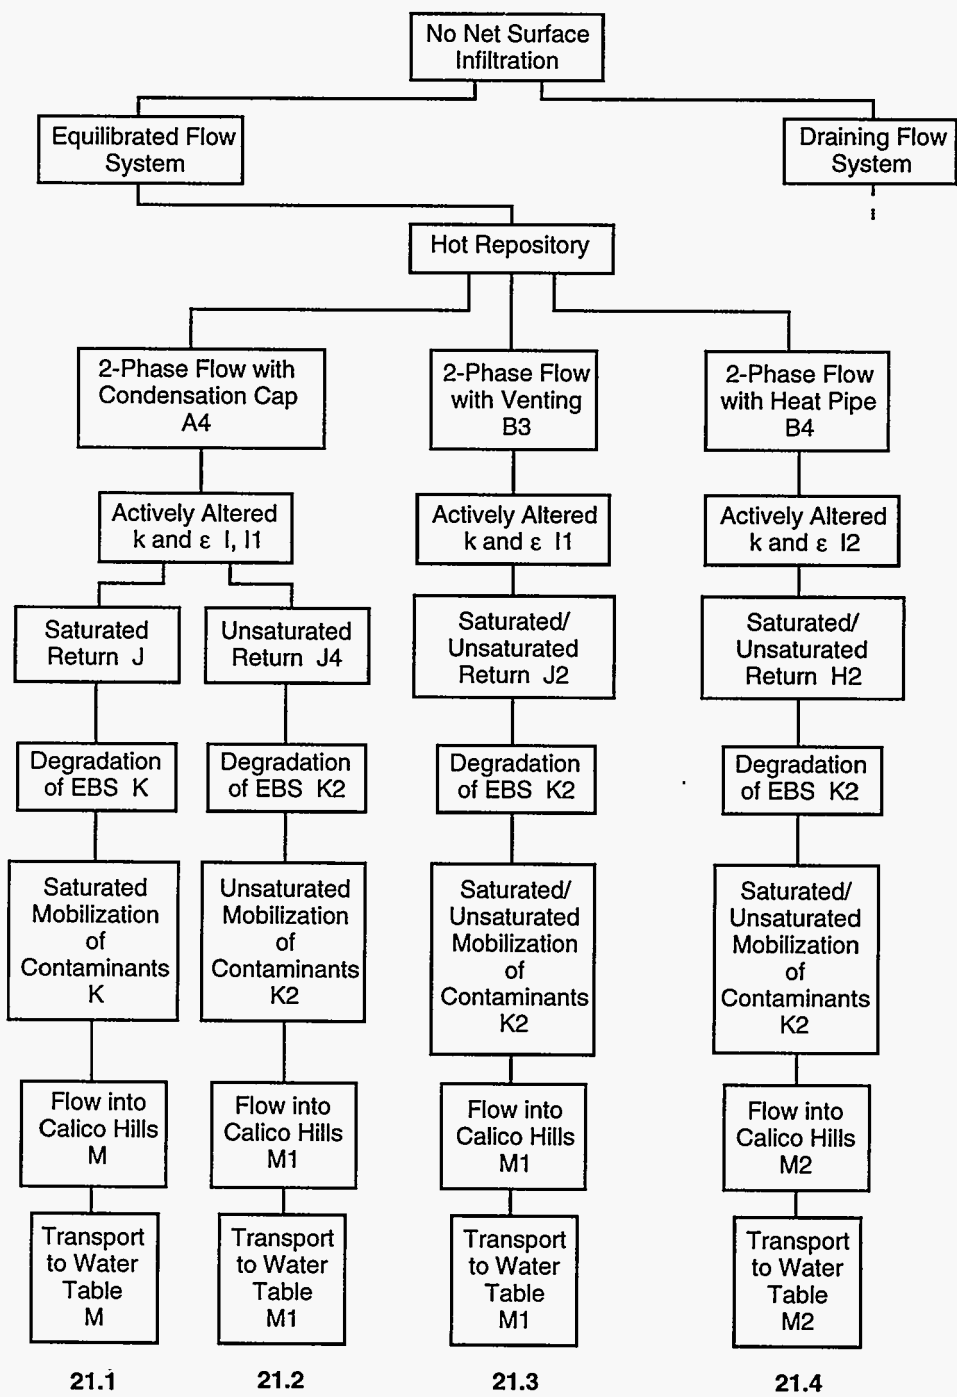 No Net Surface
Infiltration
Equilibrated Flow
System
Draining Flow
System
Hot Repository
2-Phase Flow with
Condensation Cap
A4
2-Phase Flow
with Venting
B3
2-Phase Flow
with Heat Pipe
B4
Actively Altered
k and ε I, I1
Actively Altered
k and ε I1
Actively Altered
k and ε I2
Saturated
Return J
Unsaturated
Return J4
Saturated/
Unsaturated
Return J2
Saturated/
Unsaturated
Return H2
Degradation
of EBS K
Degradation
of EBS K2
Degradation
of EBS K2
Degradation
of EBS K2
Saturated
Mobilization
of
Contaminants
K
Unsaturated
Mobilization
of
Contaminants
K2
Saturated/
Unsaturated
Mobilization
of
Contaminants
K2
Saturated/
Unsaturated
Mobilization
of
Contaminants
K2
Flow into
Calico Hills
M
Flow into
Calico Hills
M1
Flow into
Calico Hills
M1
Flow into
Calico Hills
M2
Transport
to Water
Table
M
Transport
to Water
Table
M1
Transport
to Water
Table
M1
Transport
to Water
Table
M2
21.1
21.2
21.3
21.4